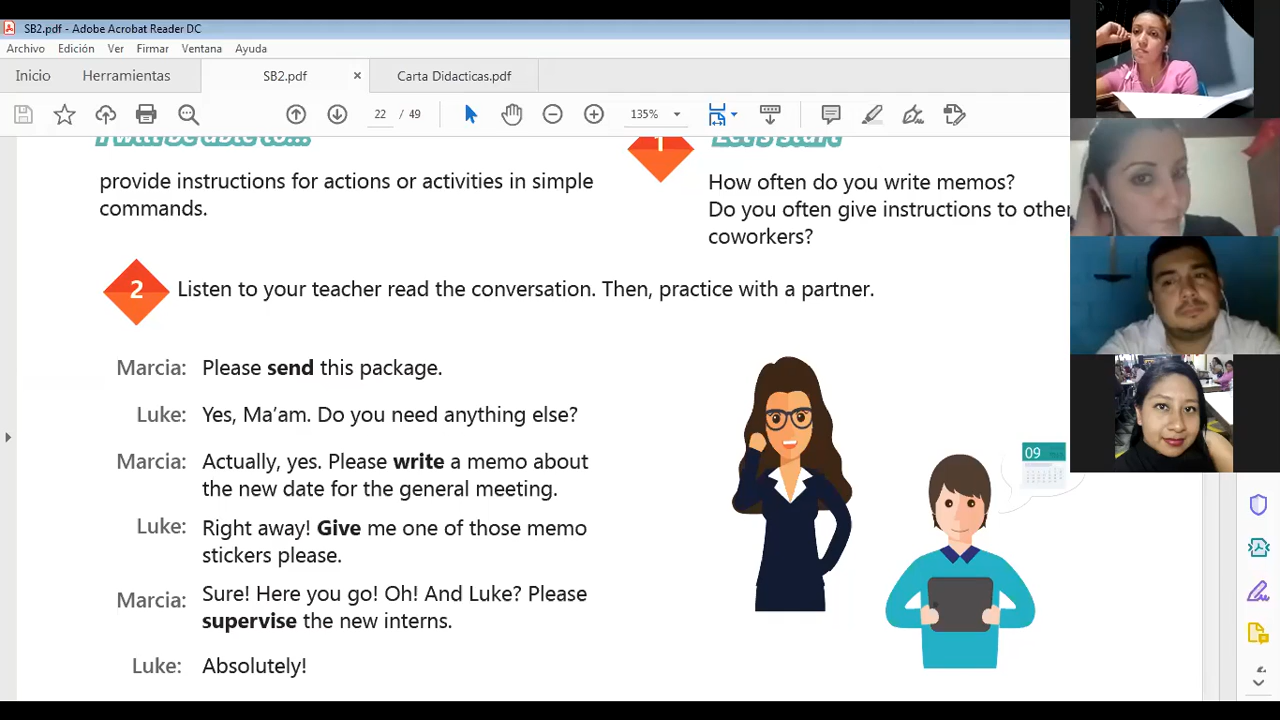 SB2.pdf - Adobe Acrobat Reader DC
Archivo Edición Ver Firmar Ventana Ayuda
Inicio Herramientas SB2.pdf × Carta Didacticas.pdf
22 / 49 135%
1
provide instructions for actions or activities in simple
commands.
How often do you write memos?
Do you often give instructions to other
coworkers?
2 Listen to your teacher read the conversation. Then, practice with a partner.
Marcia: Please send this package.
Luke: Yes, Ma’am. Do you need anything else?
Marcia: Actually, yes. Please write a memo about
the new date for the general meeting.
Luke: Right away! Give me one of those memo
stickers please.
Marcia: Sure! Here you go! Oh! And Luke? Please
supervise the new interns.
Luke: Absolutely!
09